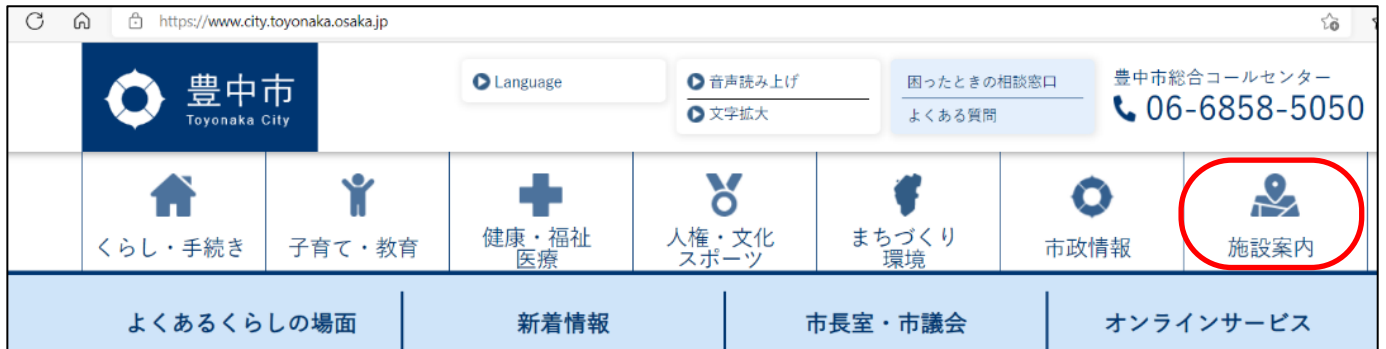 https://www.city.toyonaka.osaka.jp
豊中市
Toyonaka City
Language
音声読み上げ
文字拡大
困ったときの相談窓口
よくある質問
豊中市総合コールセンター
06-6858-5050
くらし・手続き
子育て・教育
健康・福祉
医療
人権・文化
スポーツ
まちづくり
環境
市政情報
施設案内
よくあるくらしの場面
新着情報
市長室・市議会
オンラインサービス